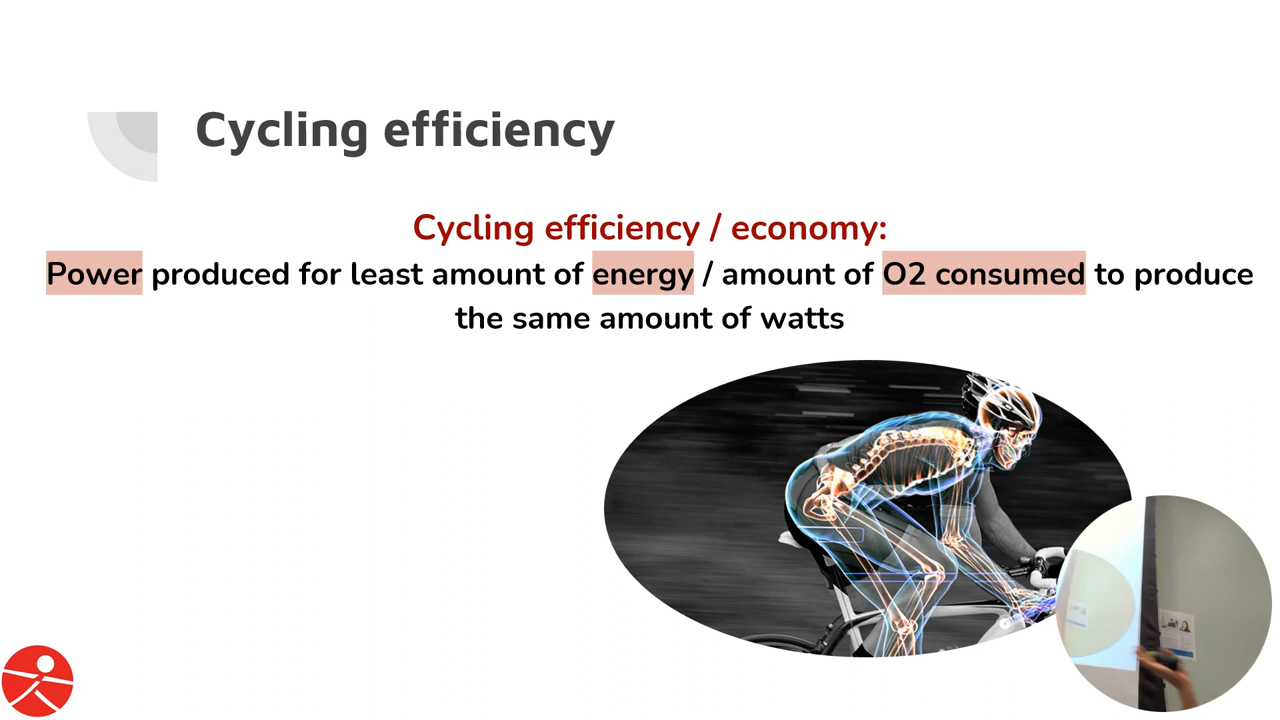 Cycling efficiency
Cycling efficiency / economy:
Power produced for least amount of energy / amount of O2 consumed to produce
the same amount of watts